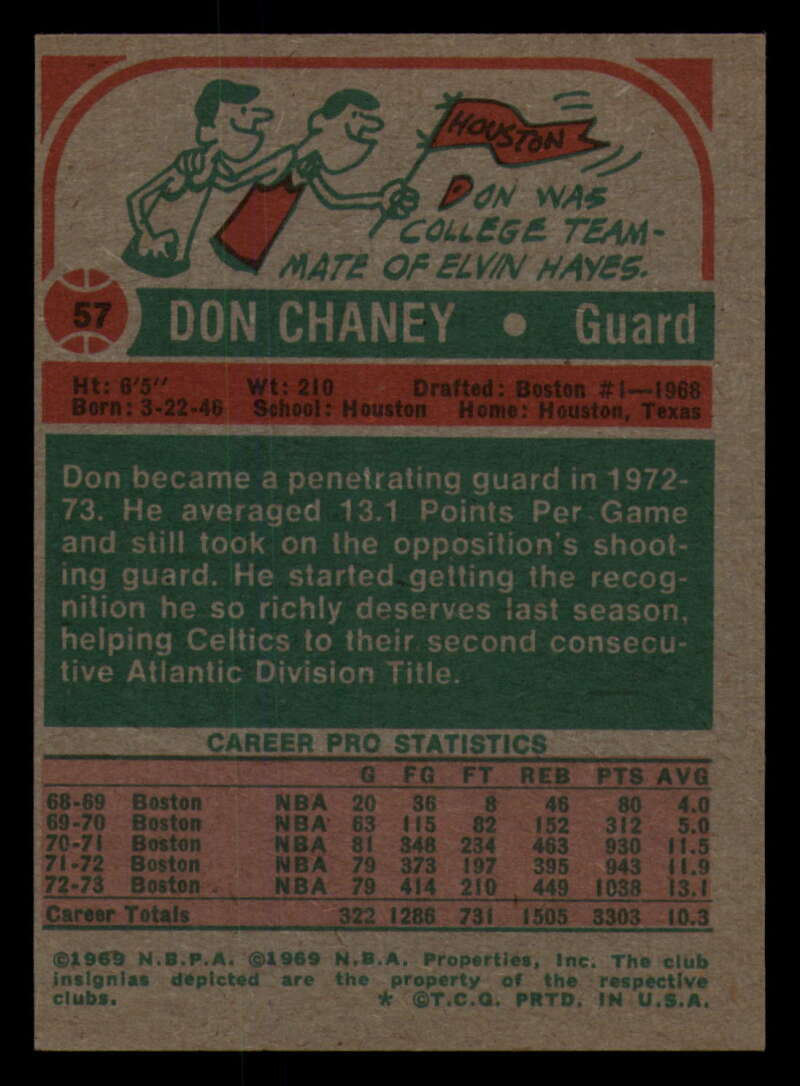 HOUSTON
DON WAS
COLLEGE TEAM-
MATE OF ELVIN HAYES.
57 DON CHANEY • Guard
Ht: 6'5" Wt: 210 Drafted: Boston #1—1968
Born: 3-22-46 School: Houston Home: Houston, Texas
Don became a penetrating guard in 1972-
73. He averaged 13.1 Points Per Game
and still took on the opposition's shoot-
ing guard. He started getting the recog-
nition he so richly deserves last season,
helping Celtics to their second consecu-
tive Atlantic Division Title.
CAREER PRO STATISTICS
G FG FT REB PTS AVG
68-69 Boston NBA 20 36 8 46 80 4.0
69-70 Boston NBA 63 115 82 152 312 5.0
70-71 Boston NBA 81 348 234 463 930 11.5
71-72 Boston NBA 79 373 197 395 943 11.9
72-73 Boston NBA 79 414 210 449 1038 13.1
Career Totals 322 1286 731 1505 3303 10.3
©1969 N.B.P.A. ©1969 N.B.A. Properties, Inc. The club
insignias depicted are the property of the respective
clubs. * ©T.C.G. PRTD. IN U.S.A.